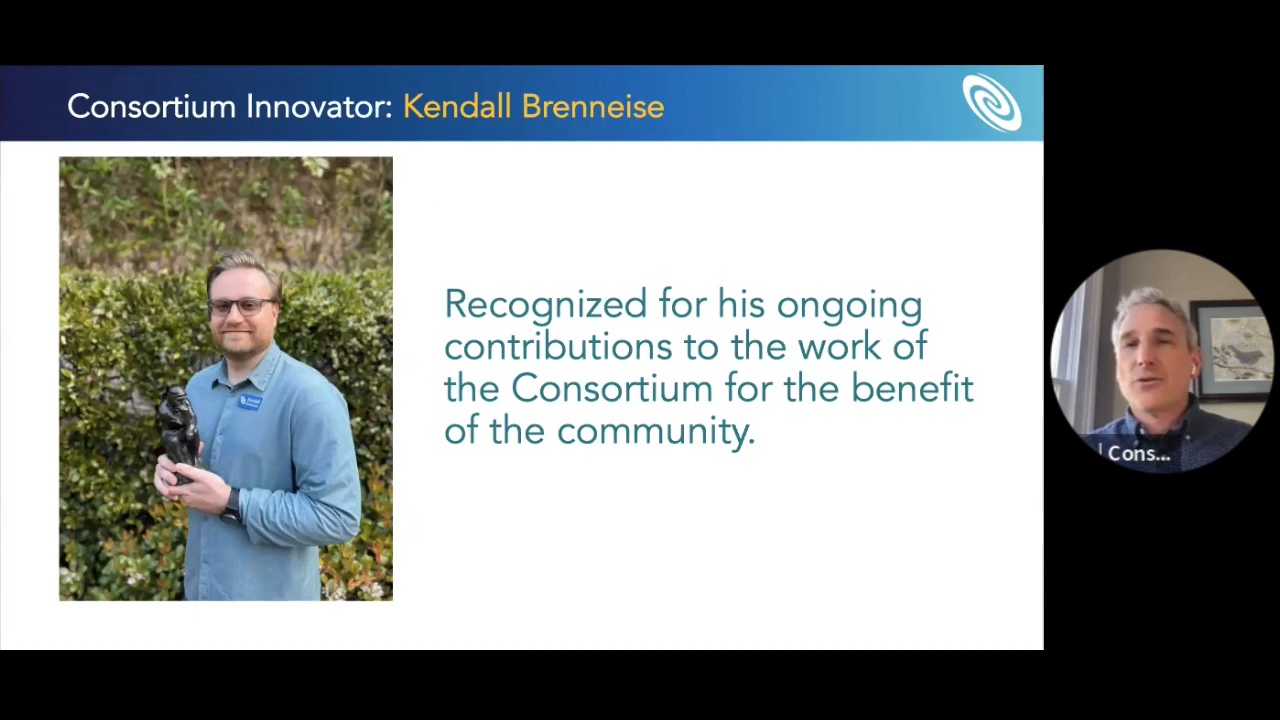 Consortium Innovator: Kendall Brenneise
Recognized for his ongoing
contributions to the work of
the Consortium for the benefit
of the community.
Kendall
| Cons...